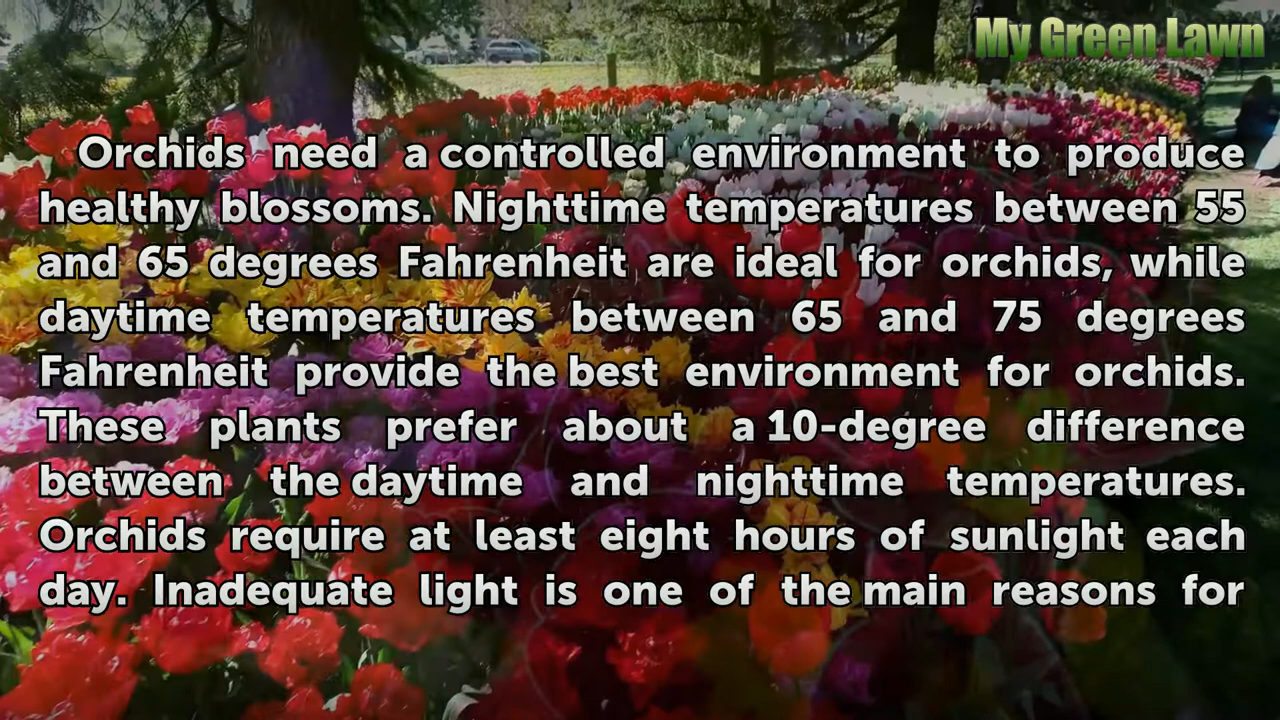 My Green Lawn
Orchids need a controlled environment to produce
healthy blossoms. Nighttime temperatures between 55
and 65 degrees Fahrenheit are ideal for orchids, while
daytime temperatures between 65 and 75 degrees
Fahrenheit provide the best environment for orchids.
These plants prefer about a 10-degree difference
between the daytime and nighttime temperatures.
Orchids require at least eight hours of sunlight each
day. Inadequate light is one of the main reasons for